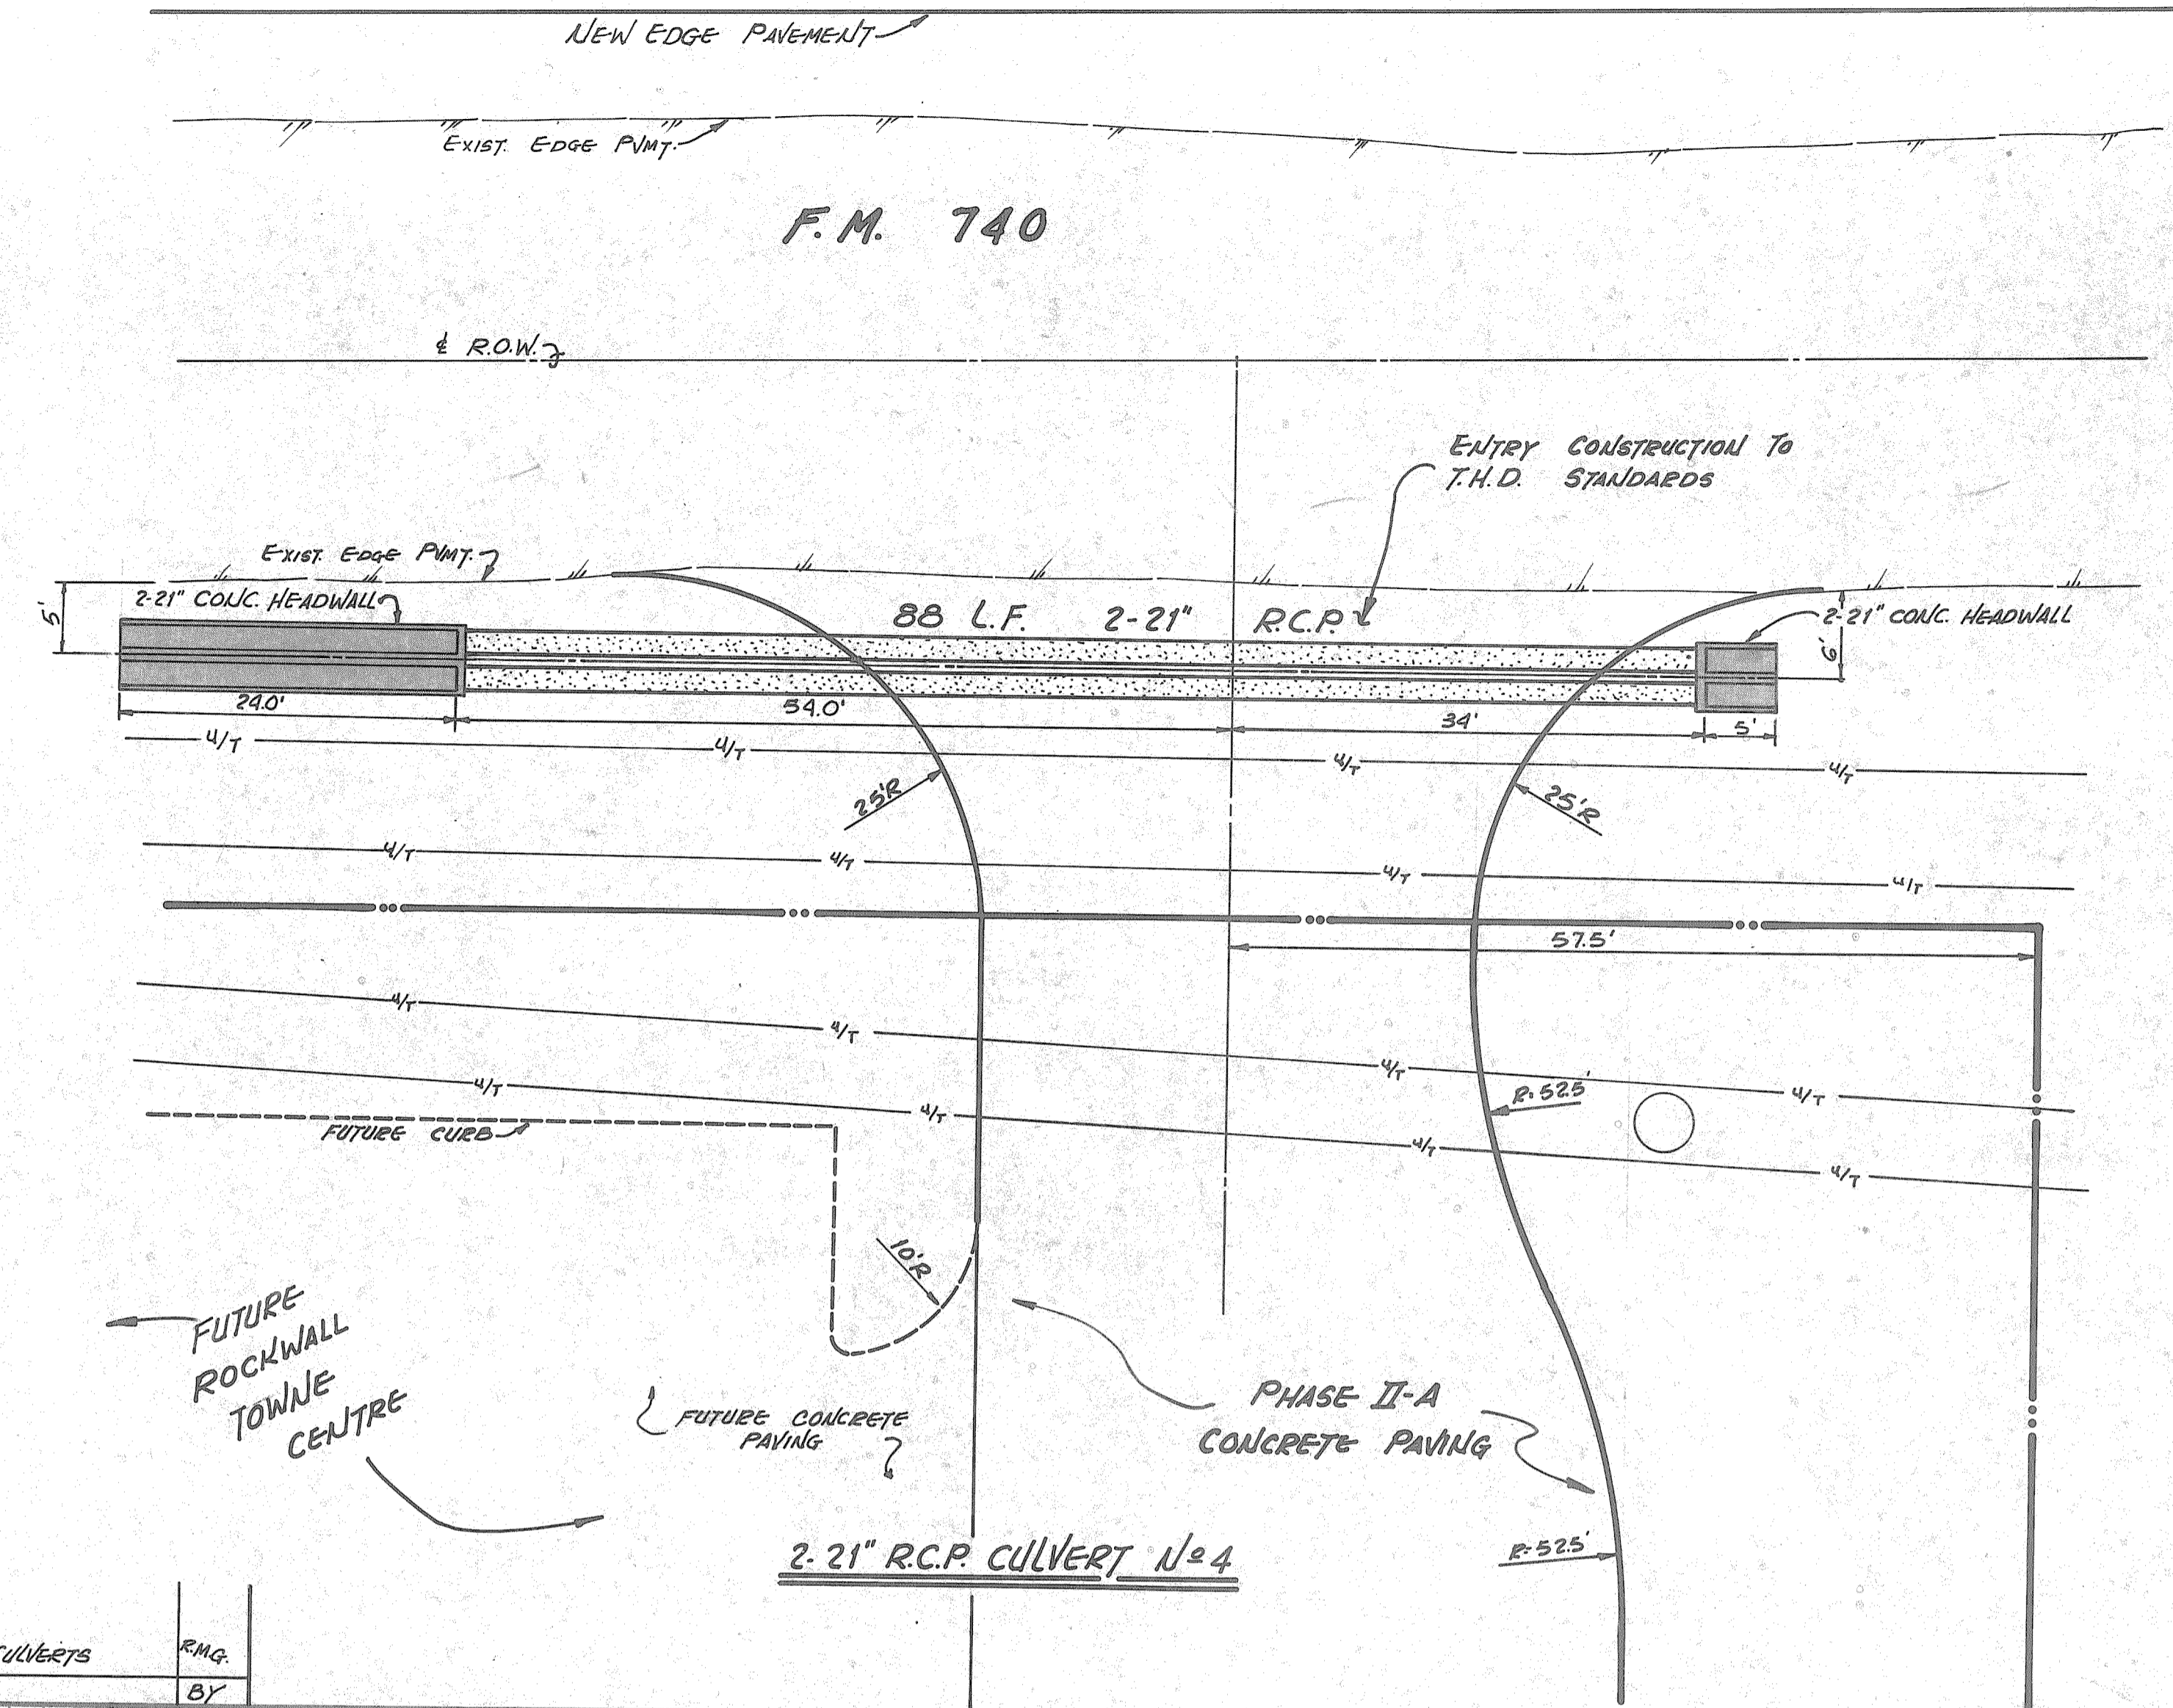 NEW EDGE PAVEMENT
EXIST. EDGE PVMT.
F.M. 740
℄ R.O.W.
ENTRY CONSTRUCTION TO
T.H.D. STANDARDS
EXIST. EDGE PVMT.
5'
2-21" CONC. HEADWALL
88 L.F. 2-21" R.C.P.
2-21" CONC. HEADWALL
6'
24.0'
54.0'
34'
5'
U/T
U/T
U/T
U/T
25'R
25'R
U/T
U/T
U/T
U/T
57.5'
U/T
U/T
U/T
U/T
R=52.5'
U/T
U/T
U/T
U/T
FUTURE CURB
10'R
FUTURE
ROCKWALL
TOWNE
CENTRE
FUTURE CONCRETE
PAVING
PHASE II-A
CONCRETE PAVING
2-21" R.C.P. CULVERT Nº 4
R=52.5'
CULVERTS
R.M.G.
BY